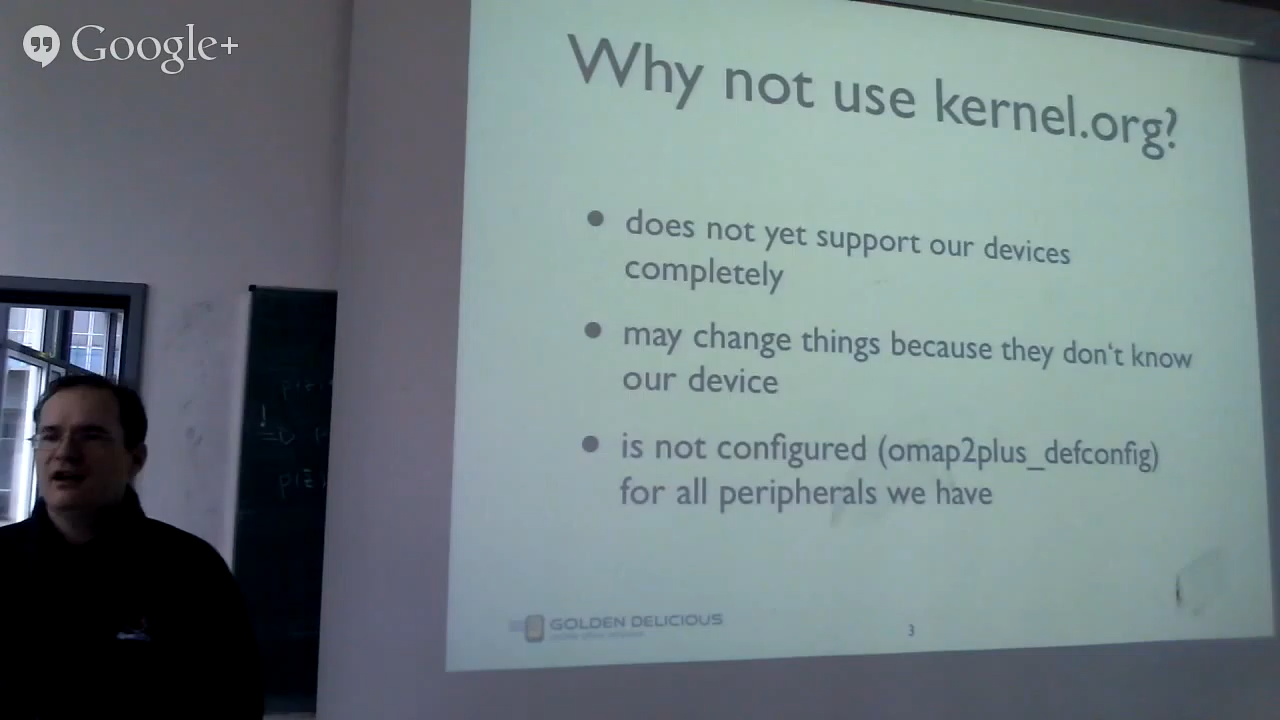 Google+
Why not use kernel.org?
• does not yet support our devices
completely
• may change things because they don't know
our device
• is not configured (omap2plus_defconfig)
for all peripherals we have
GOLDEN DELICIOUS
3